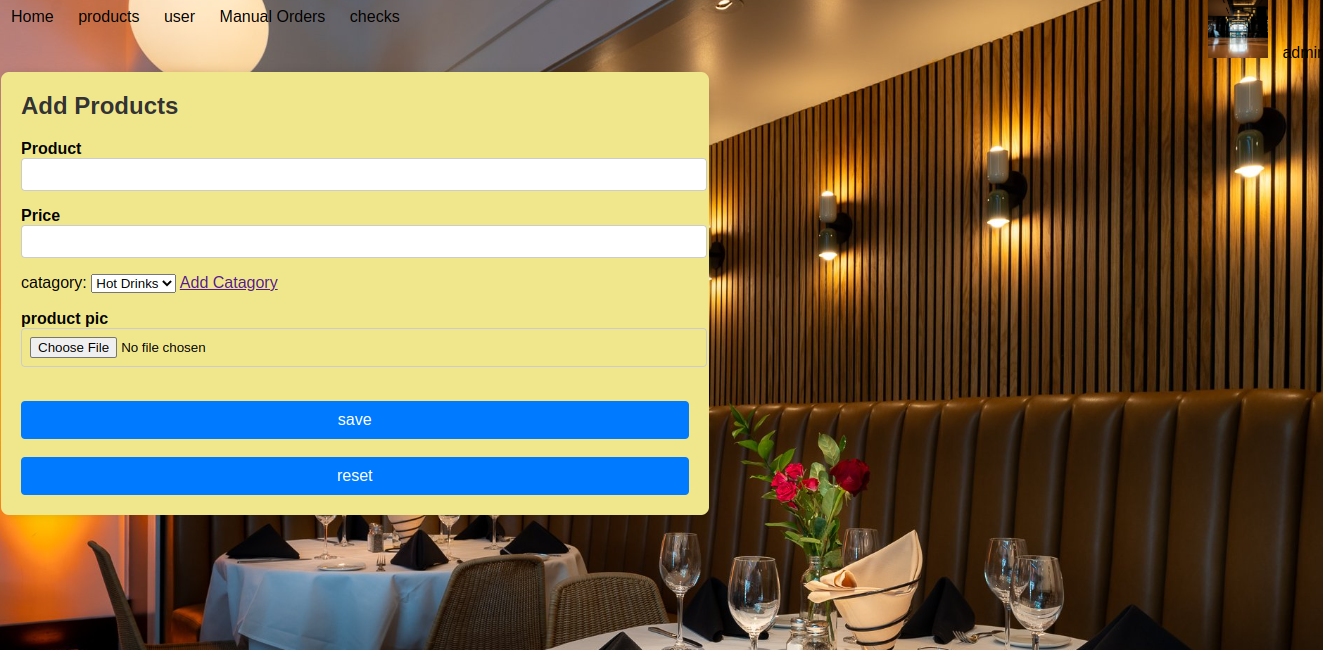 Home products user Manual Orders checks
admin
Add Products
Product
Price
catagory: Hot Drinks Add Catagory
product pic
Choose File No file chosen
save
reset